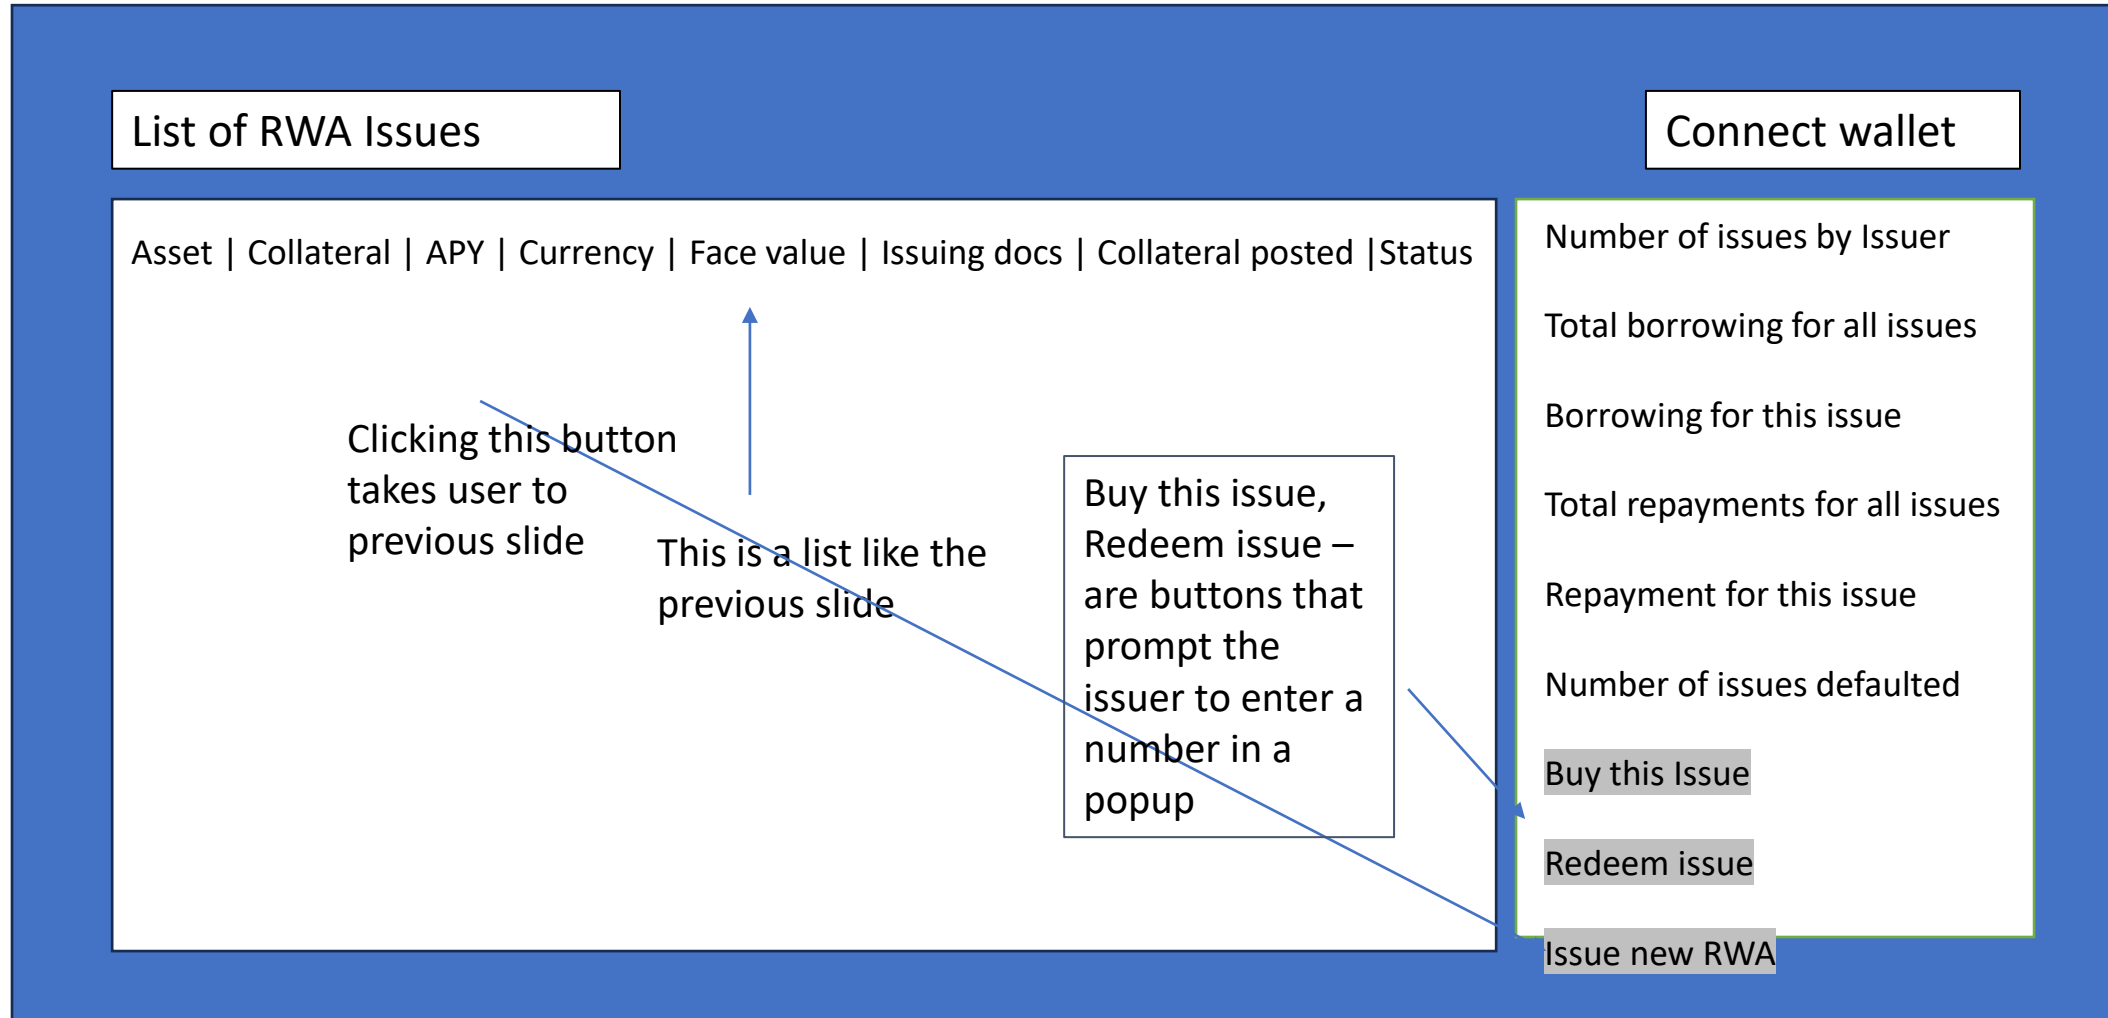 List of RWA Issues
Connect wallet
Asset | Collateral | APY | Currency | Face value | Issuing docs | Collateral posted |Status
Clicking this button
takes user to
previous slide
This is a list like the
previous slide
Buy this issue,
Redeem issue –
are buttons that
prompt the
issuer to enter a
number in a
popup
Number of issues by Issuer
Total borrowing for all issues
Borrowing for this issue
Total repayments for all issues
Repayment for this issue
Number of issues defaulted
Buy this Issue
Redeem issue
Issue new RWA